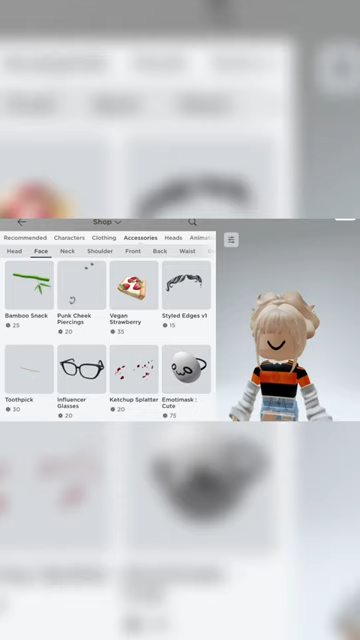 Shop
Recommended Characters Clothing Accessories Heads
Head Face Neck Shoulder Front Back Waist
Bamboo Snack
25
Punk Cheek
Piercings
20
Vegan
Strawberry
35
Styled Edges v1
15
Toothpick
30
Influencer
Glasses
20
Ketchup Splatter
20
Emotimask :
Cute
75